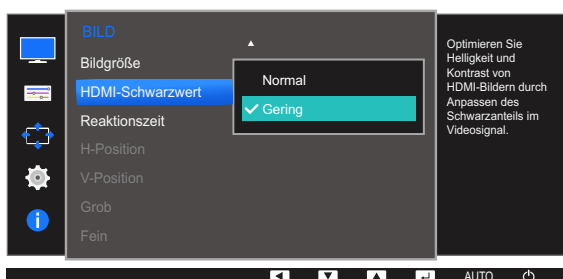 BILD
Bildgröße
HDMI-Schwarzwert
Reaktionszeit
H-Position
V-Position
Grob
Fein
Normal
Gering
Optimieren Sie
Helligkeit und
Kontrast von
HDMI-Bildern durch
Anpassen des
Schwarzanteils im
Videosignal.
AUTO